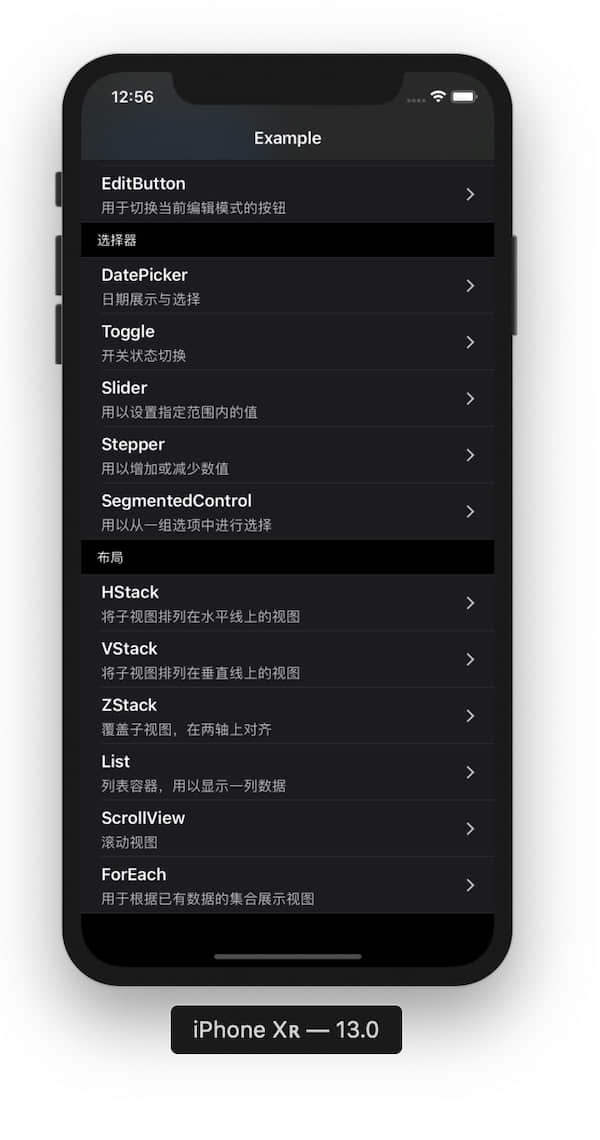 12:56
Example
EditButton
用于切换当前编辑模式的按钮
选择器
DatePicker
日期展示与选择
Toggle
开关状态切换
Slider
用以设置指定范围内的值
Stepper
用以增加或减少数值
SegmentedControl
用以从一组选项中进行选择
布局
HStack
将子视图排列在水平线上的视图
VStack
将子视图排列在垂直线上的视图
ZStack
覆盖子视图，在两轴上对齐
List
列表容器，用以显示一列数据
ScrollView
滚动视图
ForEach
用于根据已有数据的集合展示视图
iPhone Xʀ — 13.0